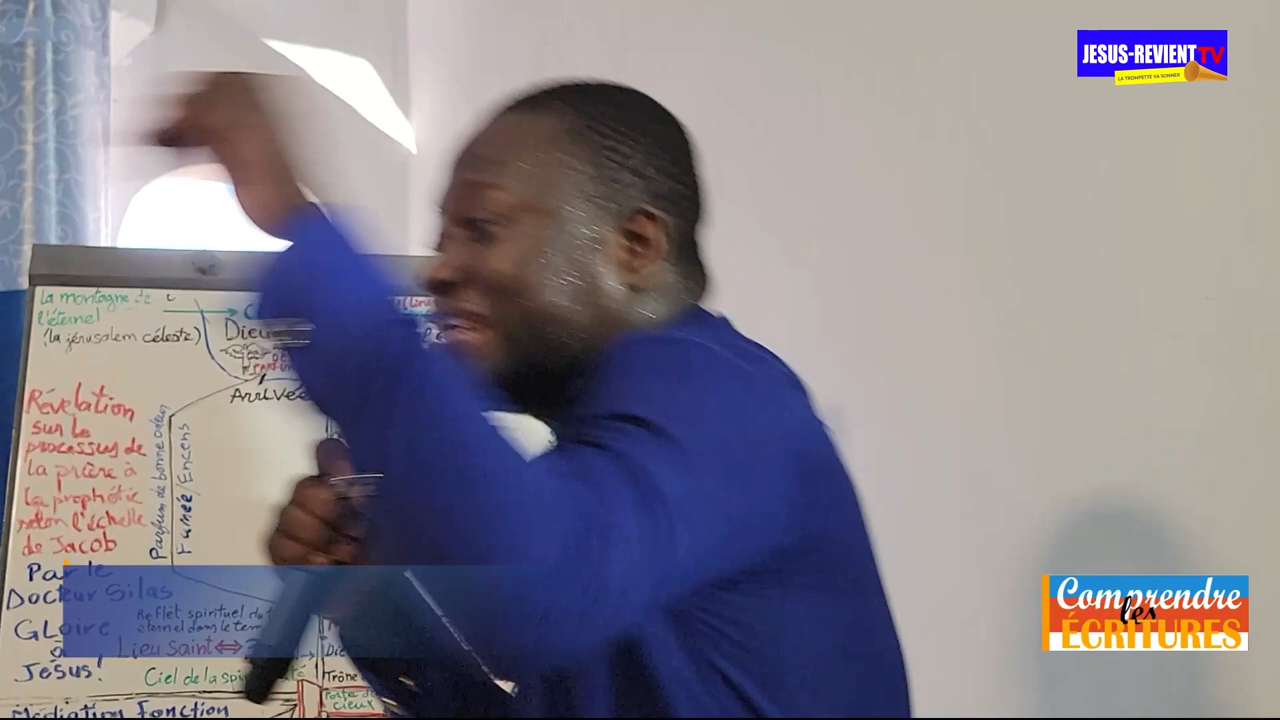 JESUS-REVIENT TV
LA TROMPETTE VA SONNER
La montagne de
l'éternel
(la jérusalem céleste)
Dieu
Arrivée
Révélation
sur le
processus de
la prière à
la prophétie
selon l'échelle
de Jacob
Par le
Docteur Silas
GLoire
à
Jésus!
Parfum de bonne odeur
Fumée/Encens
Reflet spirituel du
éternel dans le
Lieu Saint
Ciel de la
Trône
Porte
cieux
Médiation Fonction
Comprendre
les
ÉCRITURES